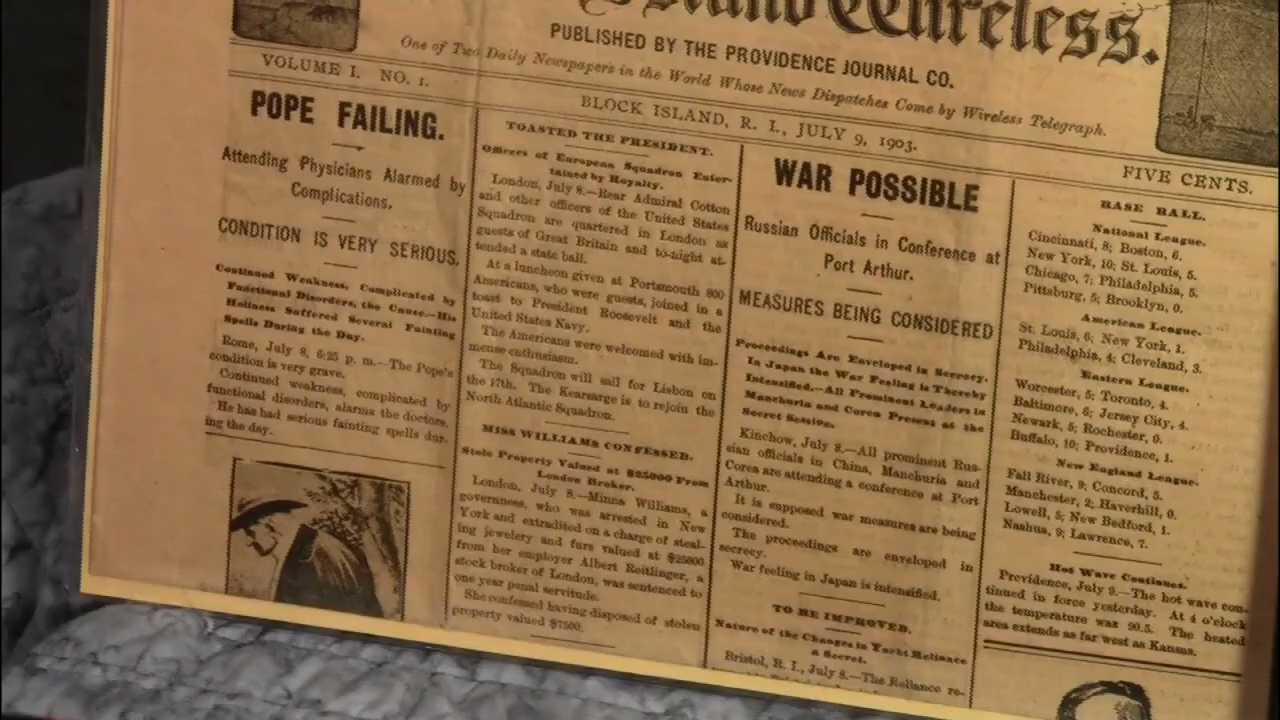 Island Wireless.
PUBLISHED BY THE PROVIDENCE JOURNAL CO.
One of Two Daily Newspapers in the World Whose News Dispatches Come by Wireless Telegraph.
VOLUME I. NO. 1.
BLOCK ISLAND, R. I., JULY 9, 1903.
FIVE CENTS.
POPE FAILING.
Attending Physicians Alarmed by
Complications.
CONDITION IS VERY SERIOUS.
Continued Weakness, Complicated by
Functional Disorders, the Cause.—His
Holiness Suffered Several Fainting
Spells During the Day.
Rome, July 8, 6:25 p. m.—The Pope's
condition is very grave.
Continued weakness, complicated by
functional disorders, alarms the doctors.
He has had serious fainting spells dur-
ing the day.
TOASTED THE PRESIDENT.
Officers of European Squadron Enter-
tained by Royalty.
London, July 8.—Rear Admiral Cotton
and other officers of the United States
Squadron are quartered in London as
guests of Great Britain and to-night at-
tended a state ball.
At a luncheon given at Portsmouth 800
Americans, who were guests, joined in a
toast to President Roosevelt and the
United States Navy.
The Americans were welcomed with im-
mense enthusiasm.
The Squadron will sail for Lisbon on
the 17th. The Kearsarge is to rejoin the
North Atlantic Squadron.
MISS WILLIAMS CONFESSED.
Stole Property Valued at $25000 From
London Broker.
London, July 8.—Minna Williams, a
governess, who was arrested in New
York and extradited on a charge of steal-
ing jewelery and furs valued at $25000
from her employer Albert Reitlinger, a
stock broker of London, was sentenced to
one year penal servitude.
She confessed having disposed of stolen
property valued $7500.
WAR POSSIBLE
Russian Officials in Conference at
Port Arthur.
MEASURES BEING CONSIDERED
Proceedings Are Enveloped in Secrecy.
In Japan the War Feeling is Thereby
Intensified.—All Prominent Leaders in
Manchuria and Corea Present at the
Secret Session.
Kinchow, July 8.—All prominent Rus-
sian officials in China, Manchuria and
Corea are attending a conference at Port
Arthur.
It is supposed war measures are being
considered.
The proceedings are enveloped in
secrecy.
War feeling in Japan is intensified.
TO BE IMPROVED.
Nature of the Changes in Yacht Reliance
a Secret.
Bristol, R. I., July 8.—The Reliance re-
BASE BALL.
National League.
Cincinnati, 8; Boston, 6.
New York, 10; St. Louis, 5.
Chicago, 7; Philadelphia, 5.
Pittsburg, 5; Brooklyn, 0.
American League.
St. Louis, 6; New York, 1.
Philadelphia, 4; Cleveland, 3.
Eastern League.
Worcester, 5; Toronto, 4.
Baltimore, 6; Jersey City, 4.
Newark, 5; Rochester, 0.
Buffalo, 10; Providence, 1.
New England League.
Fall River, 9; Concord, 5.
Manchester, 2; Haverhill, 0.
Lowell, 5; New Bedford, 1.
Nashua, 9; Lawrence, 7.
Hot Wave Continues.
Providence, July 9.—The hot wave con-
tinued in force yesterday. At 4 o'clock
the temperature was 90.5. The heated
area extends as far west as Kansas.